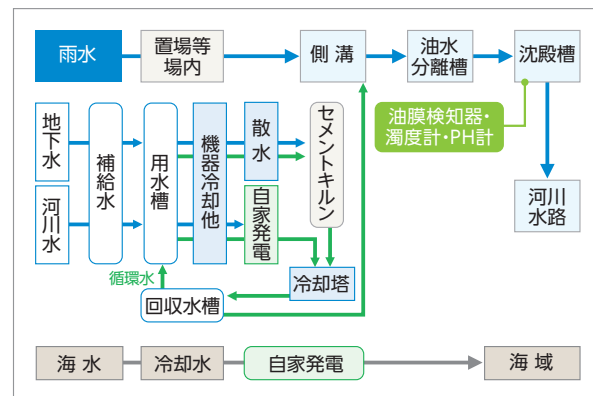 雨水
置場等
場内
側溝
油水
分離槽
沈殿槽
油膜検知器・
濁度計・PH計
河川
水路
地下水
河川水
補給水
用水槽
機器冷却他
散水
自家発電
セメントキルン
冷却塔
循環水
回収水槽
海水
冷却水
自家発電
海域